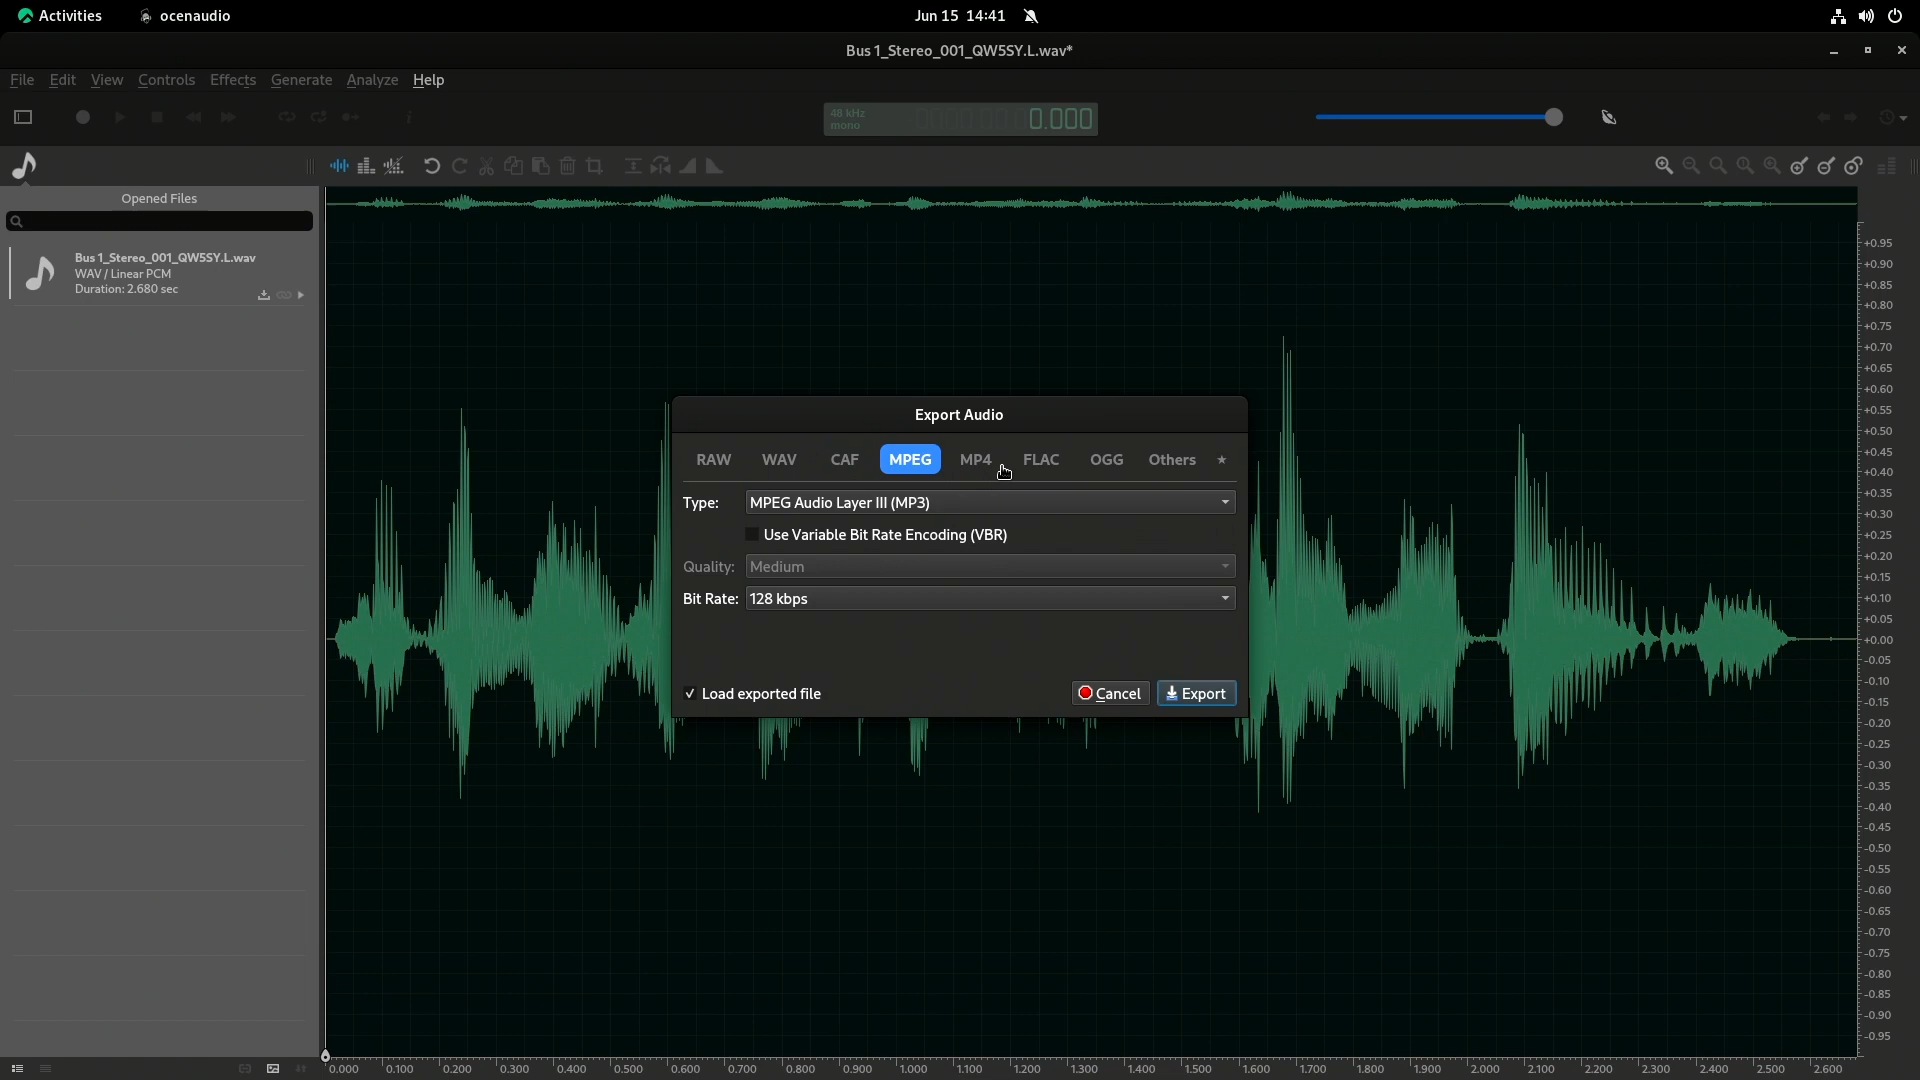 Activities
ocenaudio
Jun 15 14:41
Bus 1_Stereo_001_QW5SY.L.wav*
File Edit View Controls Effects Generate Analyze Help
48 kHz
mono
0.000
Opened Files
Bus 1_Stereo_001_QW5SY.L.wav
WAV / Linear PCM
Duration: 2.680 sec
Export Audio
RAW WAV CAF MPEG MP4 FLAC OGG Others
Type: MPEG Audio Layer III (MP3)
Use Variable Bit Rate Encoding (VBR)
Quality: Medium
Bit Rate: 128 kbps
Load exported file
Cancel
Export
+0.95
+0.90
+0.85
+0.80
+0.75
+0.70
+0.65
+0.60
+0.55
+0.50
+0.45
+0.40
+0.35
+0.30
+0.25
+0.20
+0.15
+0.10
+0.05
+0.00
-0.05
-0.10
-0.15
-0.20
-0.25
-0.30
-0.35
-0.40
-0.45
-0.50
-0.55
-0.60
-0.65
-0.70
-0.75
-0.80
-0.85
-0.90
-0.95
0.000 0.100 0.200 0.300 0.400 0.500 0.600 0.700 0.800 0.900 1.000 1.100 1.200 1.300 1.400 1.500 1.600 1.700 1.800 1.900 2.000 2.100 2.200 2.300 2.400 2.500 2.600